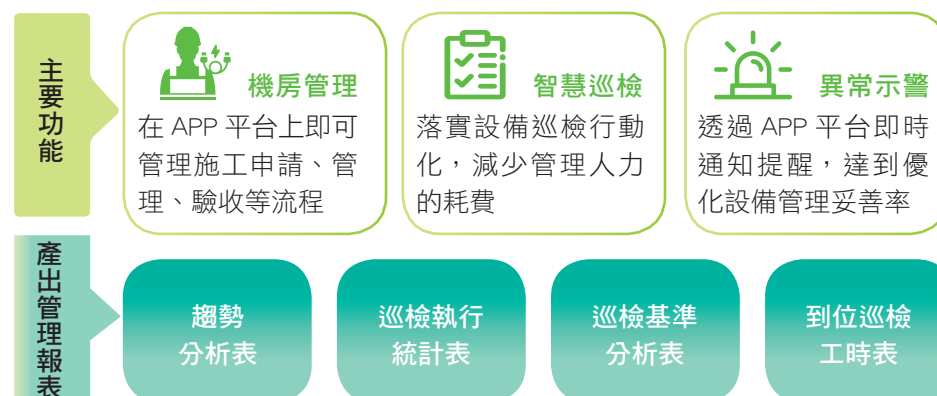 主要功能
機房管理
在 APP 平台上即可
管理施工申請、管
理、驗收等流程
智慧巡檢
落實設備巡檢行動
化，減少管理人力
的耗費
異常示警
透過 APP 平台即時
通知提醒，達到優
化設備管理妥善率
產出管理報表
趨勢
分析表
巡檢執行
統計表
巡檢基準
分析表
到位巡檢
工時表